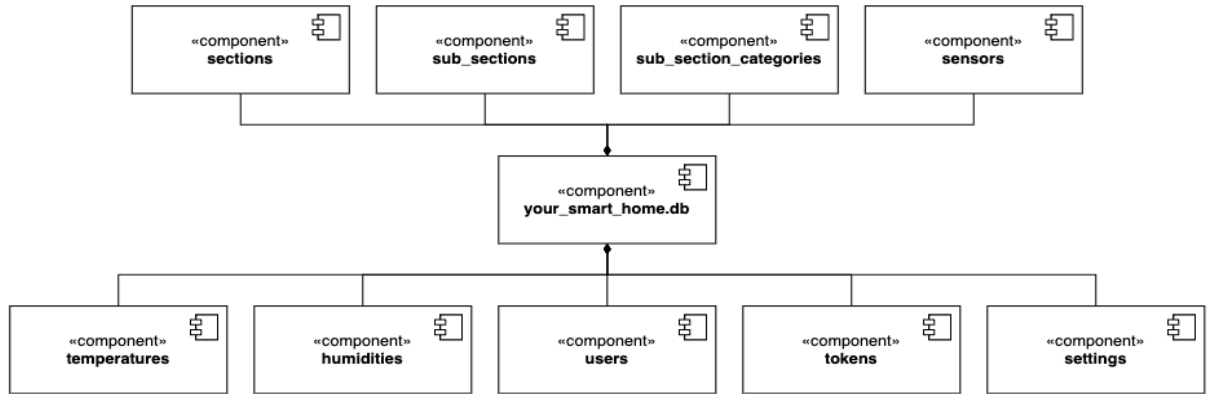 «component»
sections
«component»
sub_sections
«component»
sub_section_categories
«component»
sensors
«component»
your_smart_home.db
«component»
temperatures
«component»
humidities
«component»
users
«component»
tokens
«component»
settings